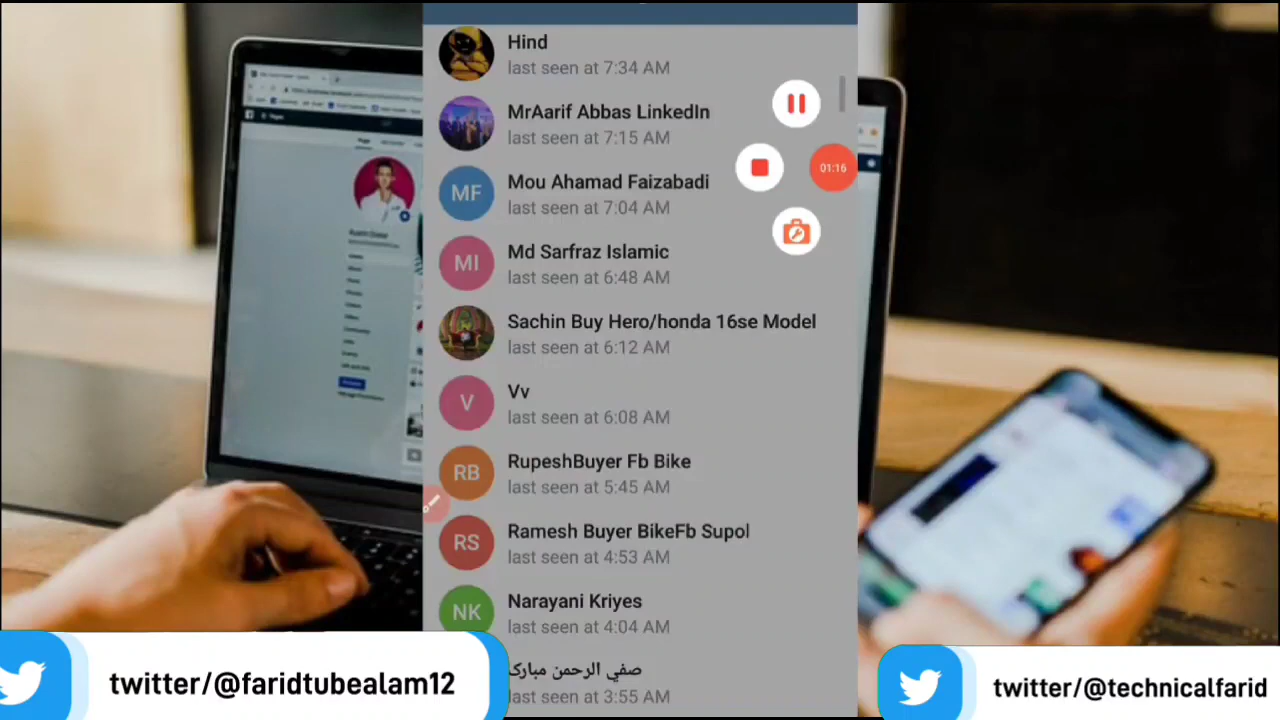 Hind
last seen at 7:34 AM
MrAarif Abbas LinkedIn
last seen at 7:15 AM
01:16
MF
Mou Ahamad Faizabadi
last seen at 7:04 AM
MI
Md Sarfraz Islamic
last seen at 6:48 AM
Sachin Buy Hero/honda 16se Model
last seen at 6:12 AM
V
Vv
last seen at 6:08 AM
RB
RupeshBuyer Fb Bike
last seen at 5:45 AM
RS
Ramesh Buyer BikeFb Supol
last seen at 4:53 AM
NK
Narayani Kriyes
last seen at 4:04 AM
صفي الرحمن مبارک
last seen at 3:55 AM
twitter/@faridtubealam12
twitter/@technicalfarid